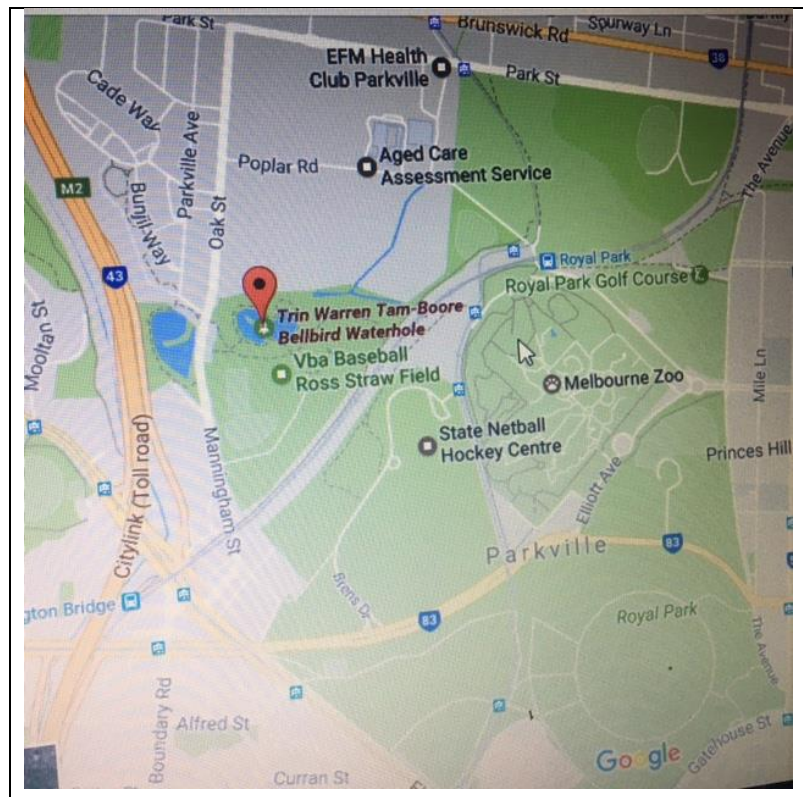 Park St
Brunswick Rd
Spurway Ln
EFM Health
Club Parkville
38
Park St
Cade Way
Parkville Ave
Poplar Rd
Aged Care
Assessment Service
The Avenue
M2
Bunjil Way
Oak St
43
Royal Park
Royal Park Golf Course
Trin Warren Tam-Boore
Bellbird Waterhole
Mooltan St
Vba Baseball
Ross Straw Field
Melbourne Zoo
Mile Ln
State Netball
Hockey Centre
Princes Hill
Manningham St
Citylink (Toll road)
Elliott Ave
Parkville
83
gton Bridge
Brens Dr
83
Royal Park
The Avenue
Boundary Rd
Alfred St
Google
Gatehouse St
Curran St